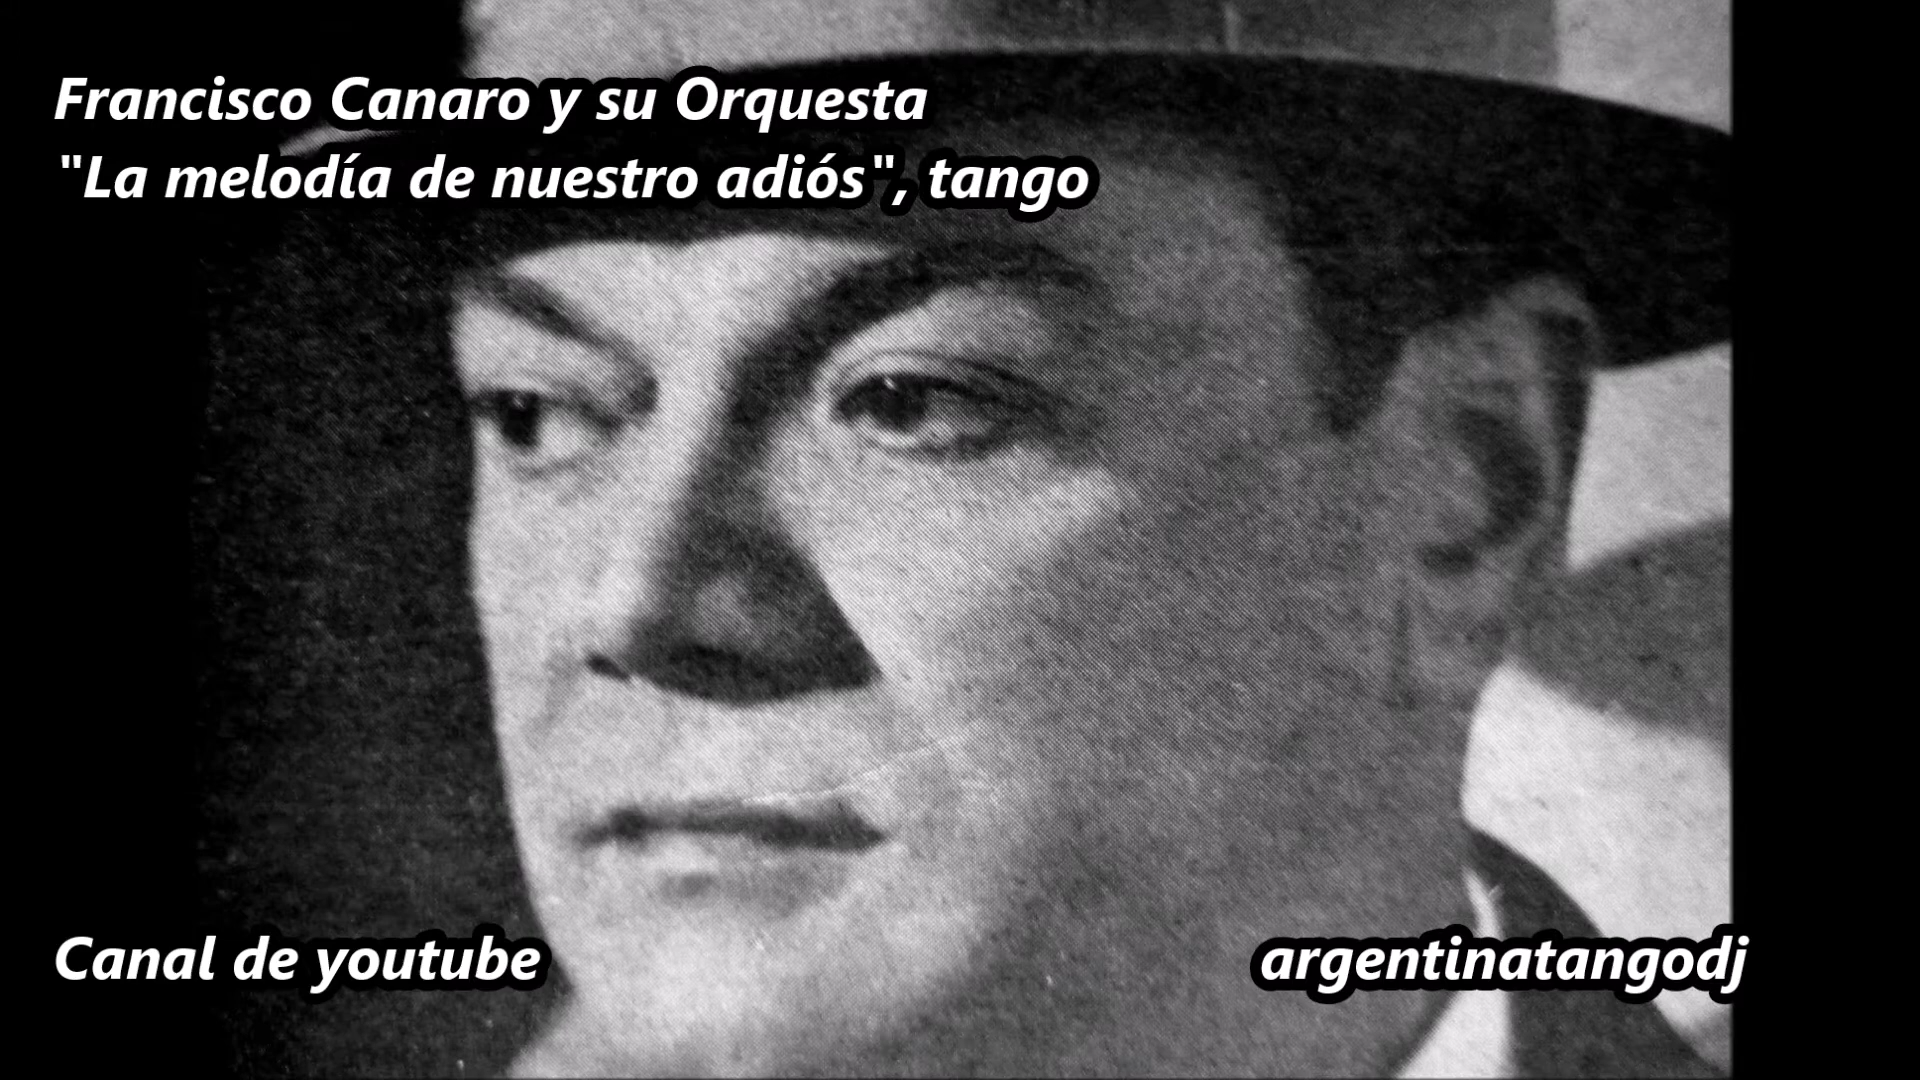 Francisco Canaro y su Orquesta
"La melodía de nuestro adiós", tango
Canal de youtube
argentinatangodj